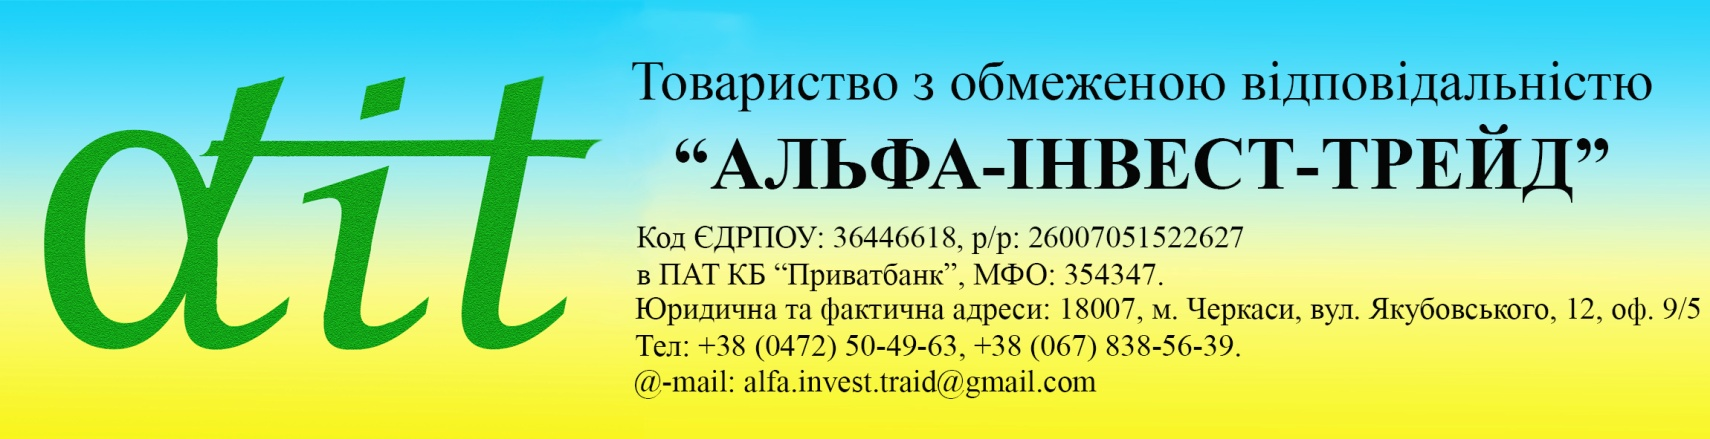 αit
Товариство з обмеженою відповідальністю
“АЛЬФА-ІНВЕСТ-ТРЕЙД”
Код ЄДРПОУ: 36446618, р/р: 26007051522627
в ПАТ КБ “Приватбанк”, МФО: 354347.
Юридична та фактична адреси: 18007, м. Черкаси, вул. Якубовського, 12, оф. 9/5
Тел: +38 (0472) 50-49-63, +38 (067) 838-56-39.
@-mail: alfa.invest.traid@gmail.com